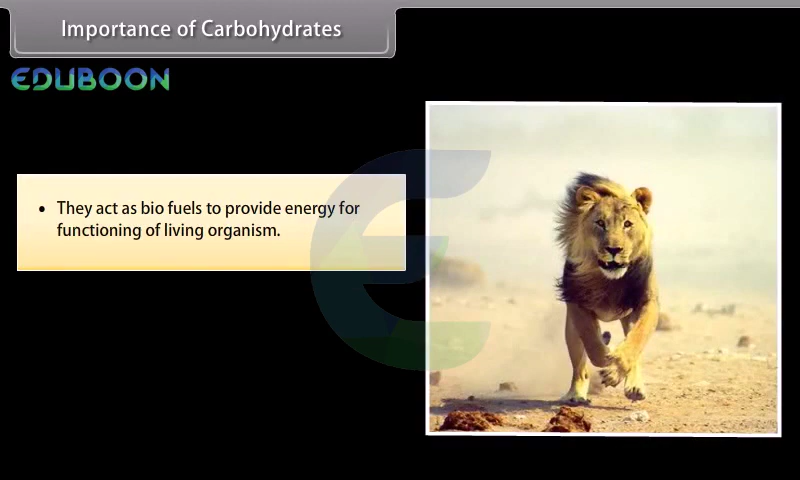 Importance of Carbohydrates
EDUBOON
• They act as bio fuels to provide energy for
functioning of living organism.